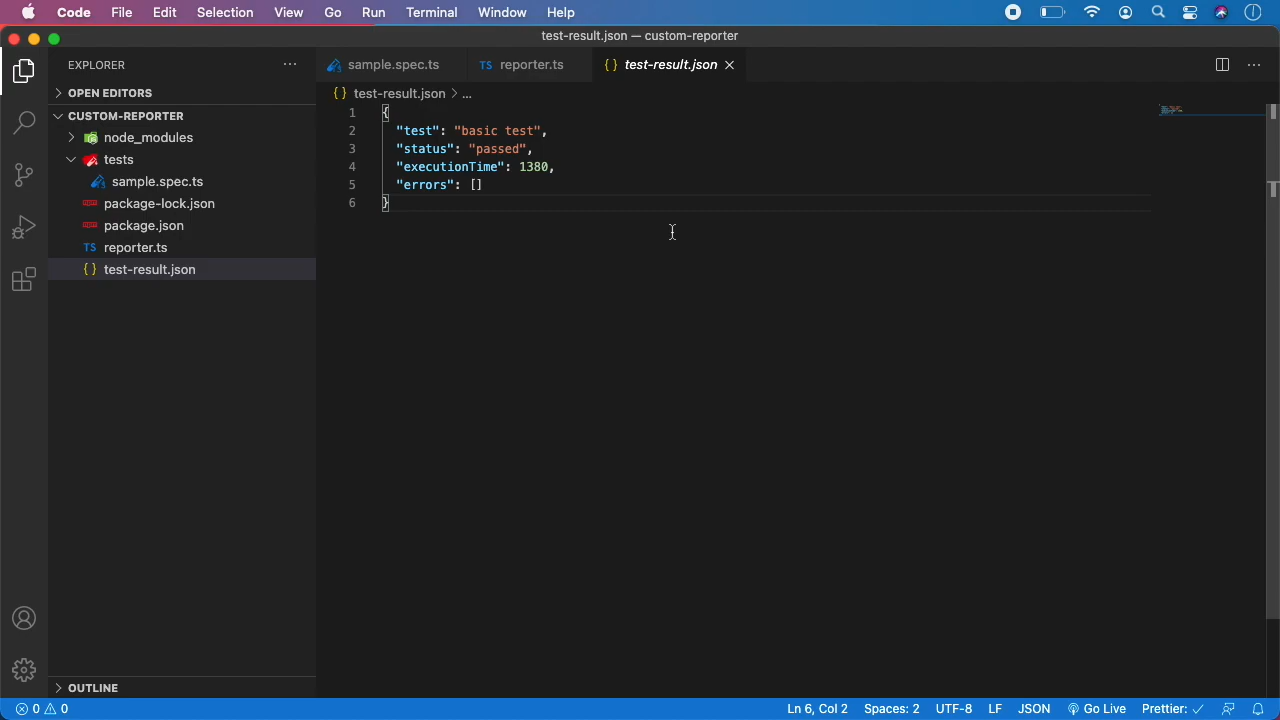 Code File Edit Selection View Go Run Terminal Window Help
test-result.json — custom-reporter
EXPLORER ...
OPEN EDITORS
CUSTOM-REPORTER
node_modules
tests
sample.spec.ts
package-lock.json
package.json
TS reporter.ts
{ } test-result.json
OUTLINE
sample.spec.ts TS reporter.ts { } test-result.json
{ } test-result.json > ...
1 {
2 "test": "basic test",
3 "status": "passed",
4 "executionTime": 1380,
5 "errors": []
6 }
0 0 Ln 6, Col 2 Spaces: 2 UTF-8 LF JSON Go Live Prettier: ✓